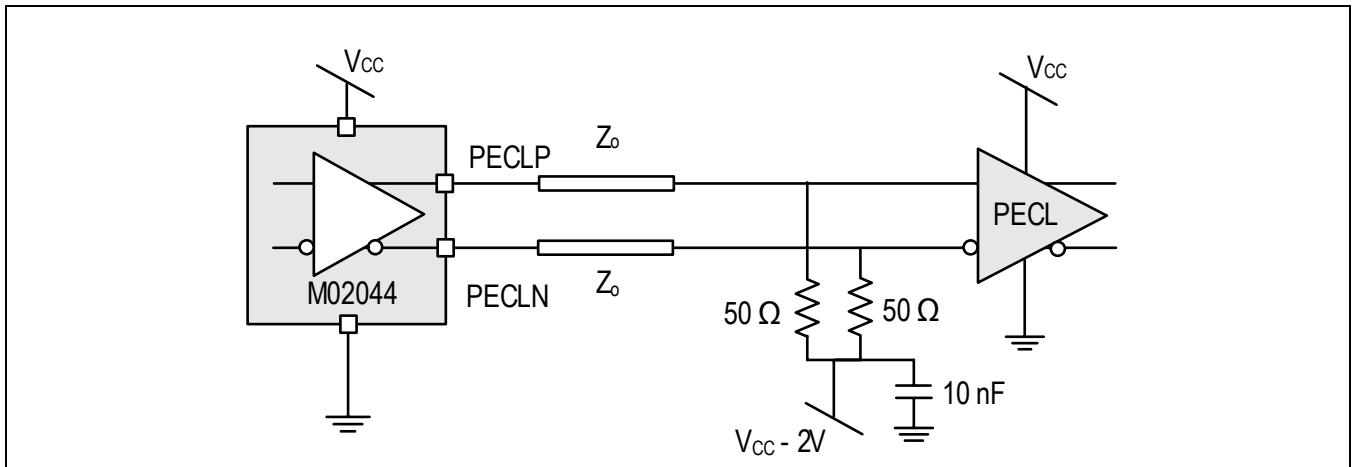 VCC
VCC
PECLP
Zo
PECL
M02044
PECLN
Zo
50 Ω
50 Ω
10 nF
VCC - 2V